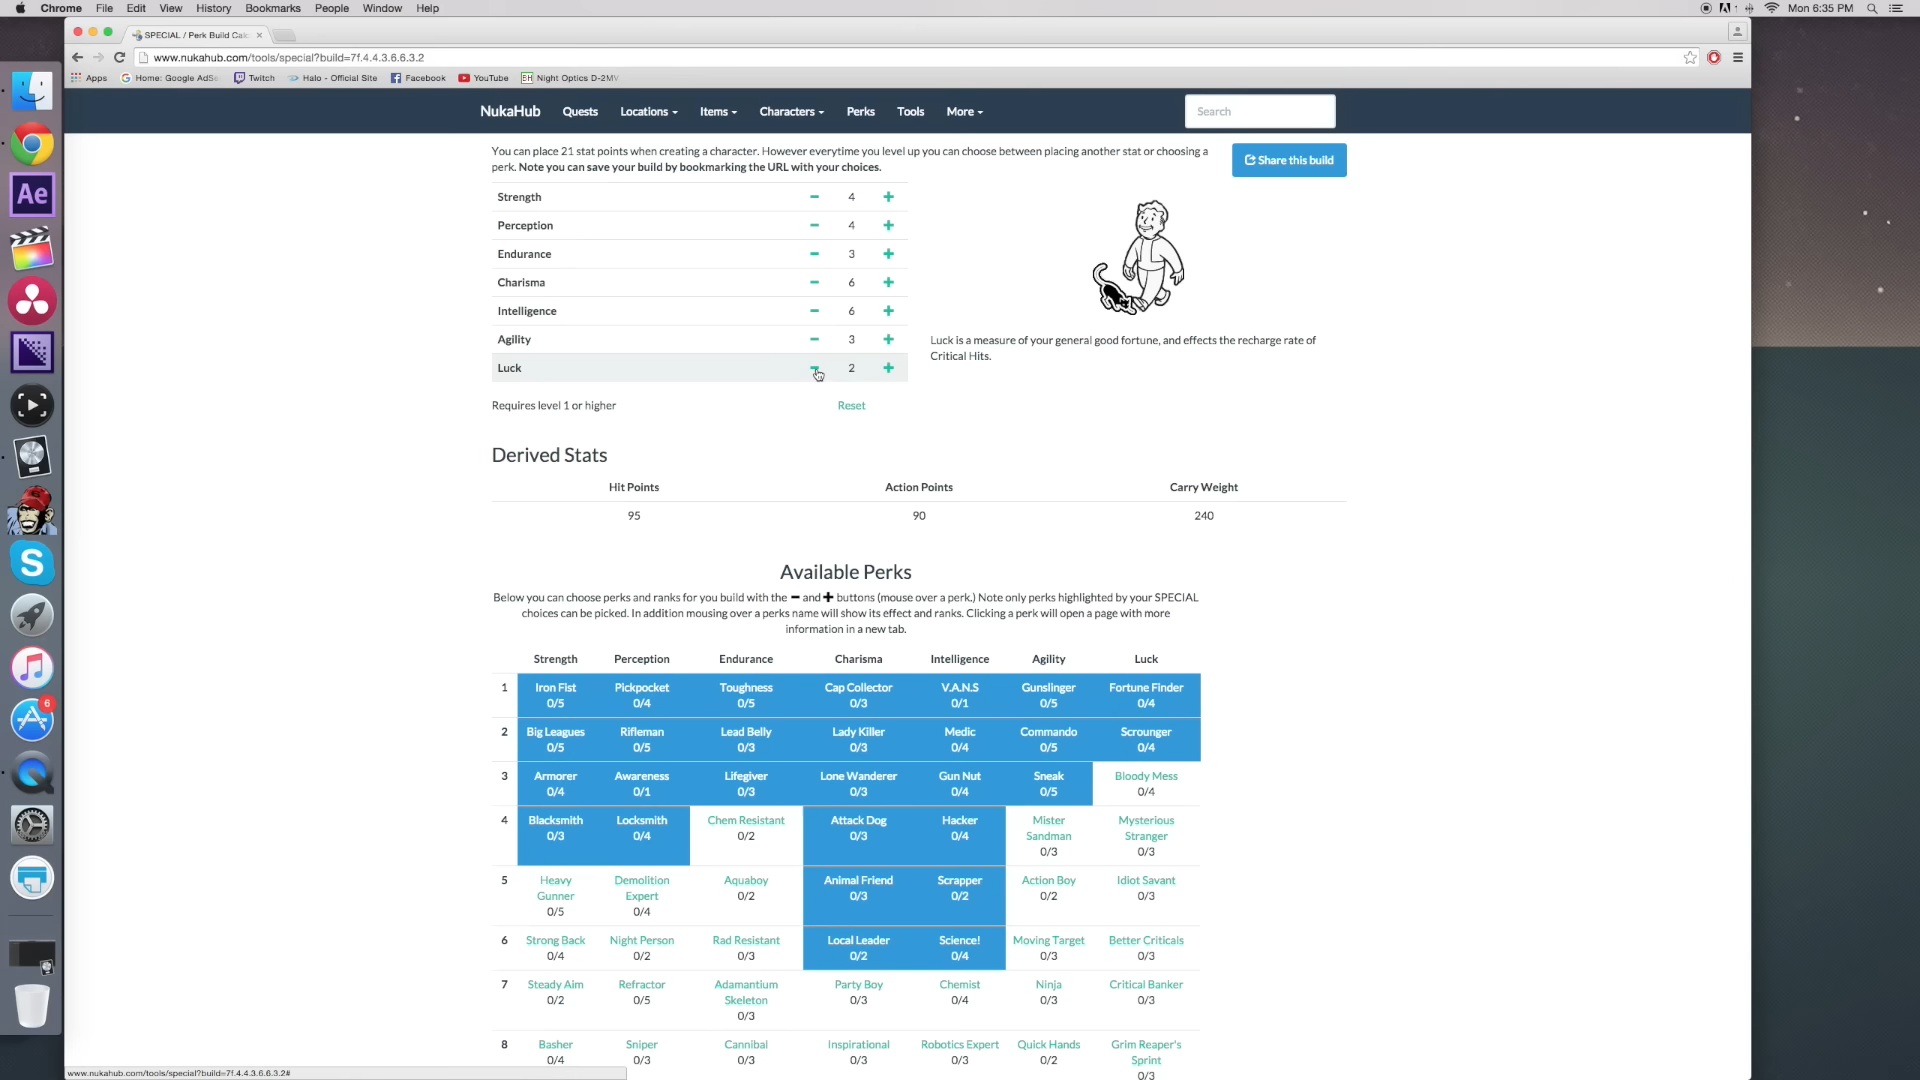 Chrome File Edit View History Bookmarks People Window Help Mon 6:35 PM
SPECIAL / Perk Build Calc
www.nukahub.com/tools/special?build=7f.4.4.3.6.6.3.2
Apps Home: Google AdSe Twitch Halo - Official Site Facebook YouTube BH Night Optics D-2MV
NukaHub Quests Locations Items Characters Perks Tools More Search
You can place 21 stat points when creating a character. However everytime you level up you can choose between placing another stat or choosing a
perk. Note you can save your build by bookmarking the URL with your choices.
Share this build
Strength − 4 +
Perception − 4 +
Endurance − 3 +
Charisma − 6 +
Intelligence − 6 +
Agility − 3 +
Luck − 2 +
Luck is a measure of your general good fortune, and effects the recharge rate of
Critical Hits.
Requires level 1 or higher Reset
Derived Stats
Hit Points Action Points Carry Weight
95 90 240
Available Perks
Below you can choose perks and ranks for you build with the − and + buttons (mouse over a perk.) Note only perks highlighted by your SPECIAL
choices can be picked. In addition mousing over a perks name will show its effect and ranks. Clicking a perk will open a page with more
information in a new tab.
Strength Perception Endurance Charisma Intelligence Agility Luck
1 Iron Fist Pickpocket Toughness Cap Collector V.A.N.S Gunslinger Fortune Finder
0/5 0/4 0/5 0/3 0/1 0/5 0/4
2 Big Leagues Rifleman Lead Belly Lady Killer Medic Commando Scrounger
0/5 0/5 0/3 0/3 0/4 0/5 0/4
3 Armorer Awareness Lifegiver Lone Wanderer Gun Nut Sneak Bloody Mess
0/4 0/1 0/3 0/3 0/4 0/5 0/4
4 Blacksmith Locksmith Chem Resistant Attack Dog Hacker Mister Mysterious
0/3 0/4 0/2 0/3 0/4 Sandman Stranger
0/3 0/3
5 Heavy Demolition Aquaboy Animal Friend Scrapper Action Boy Idiot Savant
Gunner Expert 0/2 0/3 0/2 0/2 0/3
0/5 0/4
6 Strong Back Night Person Rad Resistant Local Leader Science! Moving Target Better Criticals
0/4 0/2 0/3 0/2 0/4 0/3 0/3
7 Steady Aim Refractor Adamantium Party Boy Chemist Ninja Critical Banker
0/2 0/5 Skeleton 0/3 0/4 0/3 0/3
0/3
8 Basher Sniper Cannibal Inspirational Robotics Expert Quick Hands Grim Reaper's
0/4 0/3 0/3 0/3 0/3 0/2 Sprint
0/3
www.nukahub.com/tools/special?build=7f.4.4.3.6.6.3.2#
Ae
S
6